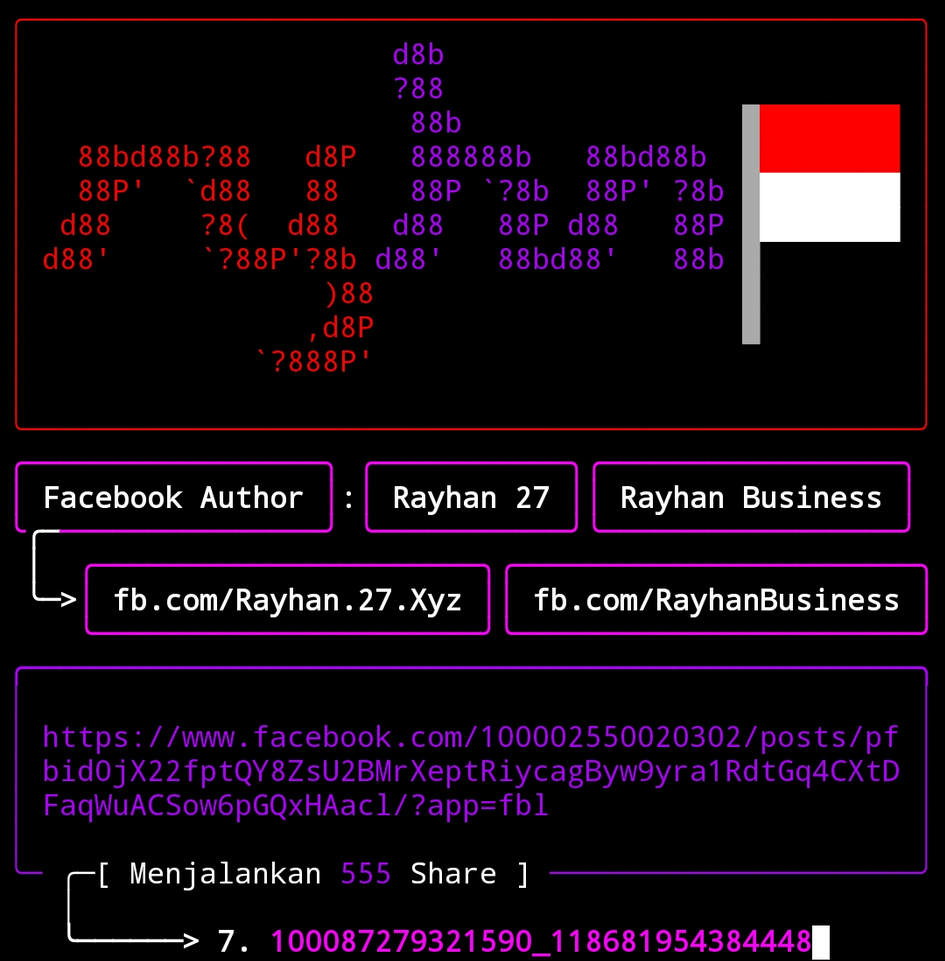 d8b
                    ?88
                     88b
  88bd88b?88   d8P   888888b   88bd88b
  88P'  `d88   88    88P `?8b  88P' ?8b
 d88     ?8(  d88   d88   88P d88   88P
d88'     `?88P'?8b d88'   88bd88'   88b
                )88
               ,d8P
            `?888P'
Facebook Author : Rayhan 27 Rayhan Business
fb.com/Rayhan.27.Xyz fb.com/RayhanBusiness
https://www.facebook.com/100002550020302/posts/pf
bid0jX22fptQY8ZsU2BMrXeptRiycagByw9yra1RdtGq4CXtD
FaqWuACSow6pGQxHAacl/?app=fbl
[ Menjalankan 555 Share ]
> 7. 100087279321590_118681954384448